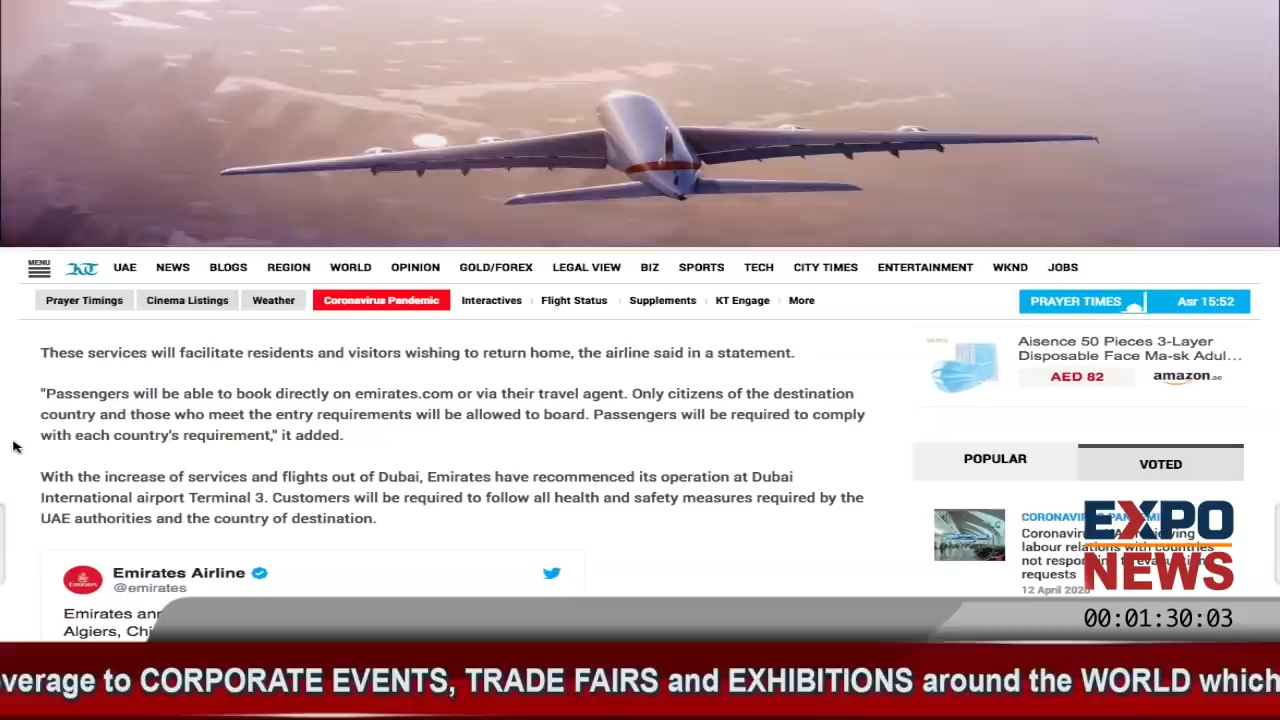 MENU
KT
UAE NEWS BLOGS REGION WORLD OPINION GOLD/FOREX LEGAL VIEW BIZ SPORTS TECH CITY TIMES ENTERTAINMENT WKND JOBS
Prayer Timings Cinema Listings Weather Coronavirus Pandemic Interactives Flight Status Supplements KT Engage More
PRAYER TIMES Asr 15:52
These services will facilitate residents and visitors wishing to return home, the airline said in a statement.
"Passengers will be able to book directly on emirates.com or via their travel agent. Only citizens of the destination
country and those who meet the entry requirements will be allowed to board. Passengers will be required to comply
with each country's requirement," it added.
With the increase of services and flights out of Dubai, Emirates have recommenced its operation at Dubai
International airport Terminal 3. Customers will be required to follow all health and safety measures required by the
UAE authorities and the country of destination.
Emirates Airline
@emirates
Emirates ann
Algiers, Chi
Aisence 50 Pieces 3-Layer
Disposable Face Ma-sk Adul...
AED 82
amazon.ae
POPULAR
VOTED
labour relations with countries
requests
12 April 2020
EXPO
NEWS
00:01:30:03
overage to CORPORATE EVENTS, TRADE FAIRS and EXHIBITIONS around the WORLD which